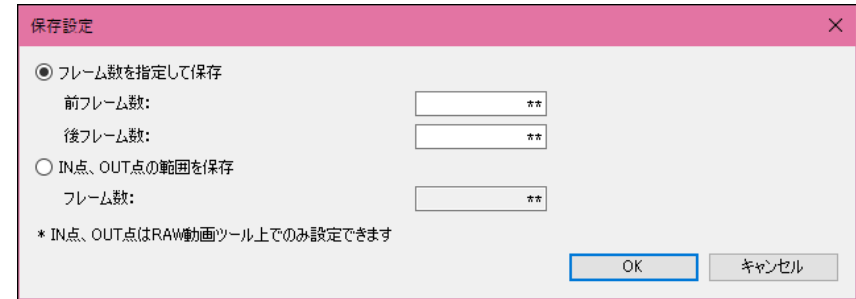 保存設定
フレーム数を指定して保存
前フレーム数: **
後フレーム数: **
IN点、OUT点の範囲を保存
フレーム数: **
* IN点、OUT点はRAW動画ツール上でのみ設定できます
OK キャンセル